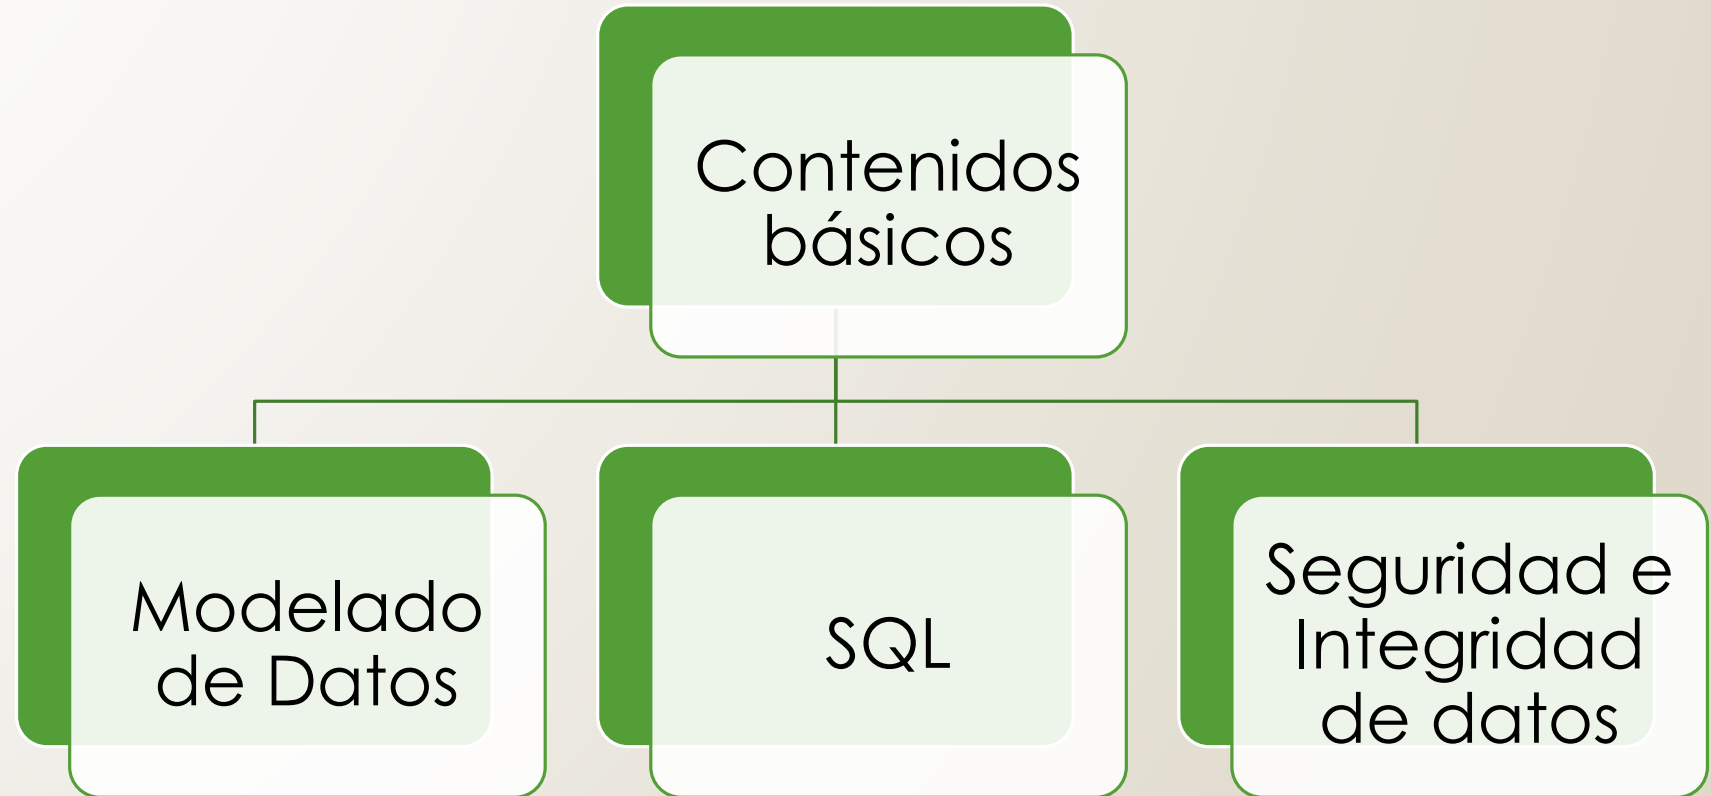 Contenidos
básicos
Modelado
de Datos
SQL
Seguridad e
Integridad
de datos